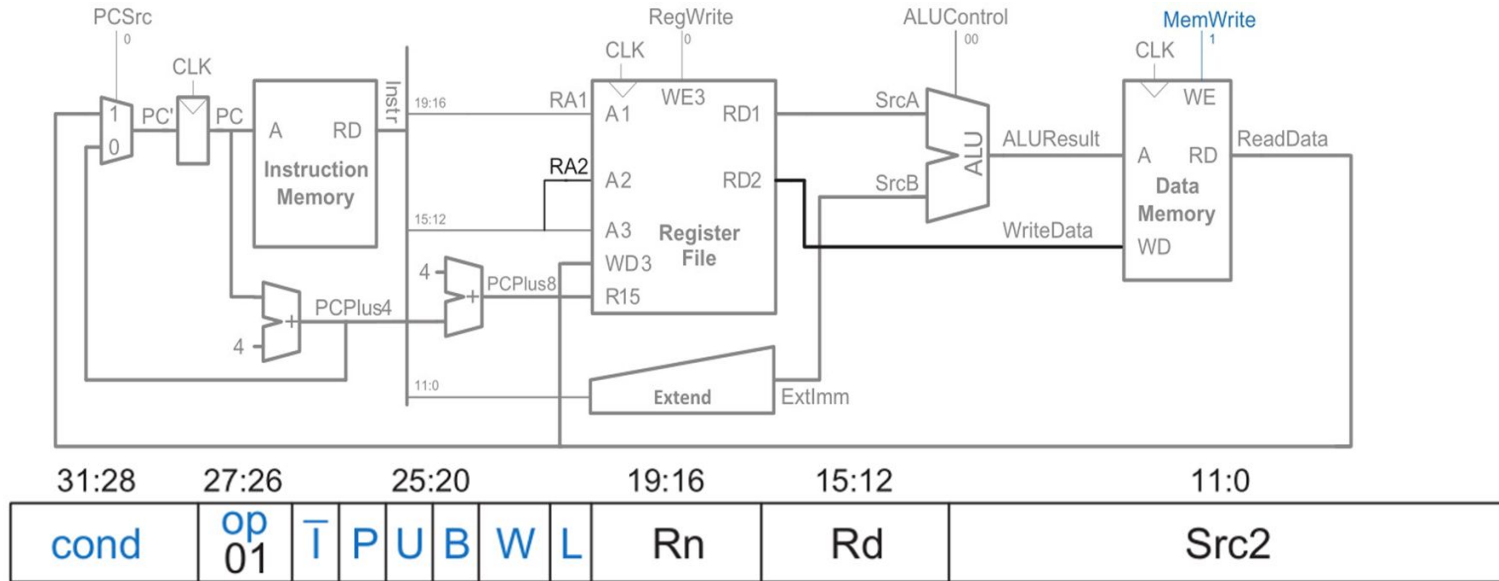 PCSrc
0
RegWrite
0
ALUControl
00
MemWrite
1
CLK
CLK
CLK
1
0
PC'
PC
A
RD
Instruction
Memory
Instr
19:16
RA1
A1
WE3
RD1
SrcA
RA2
A2
RD2
SrcB
15:12
A3
Register
File
WD3
R15
4
+
PCPlus8
PCPlus4
+
4
11:0
Extend
ExtImm
ALU
ALUResult
WE
A
RD
Data
Memory
ReadData
WriteData
WD
31:28 27:26 25:20 19:16 15:12 11:0
cond op 01 I̅ P U B W L Rn Rd Src2